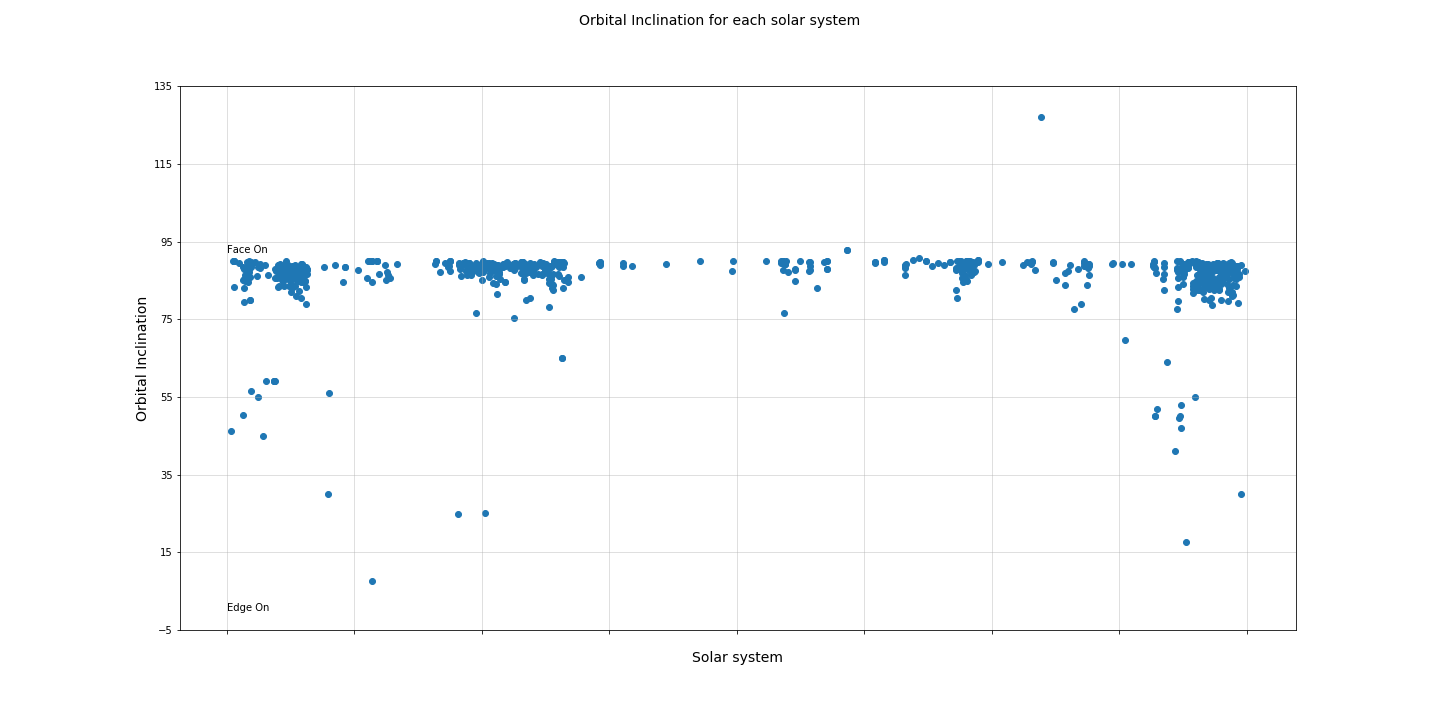 Orbital Inclination for each solar system
135
115
95
Face On
75
55
35
15
Edge On
−5
Orbital Inclination
Solar system